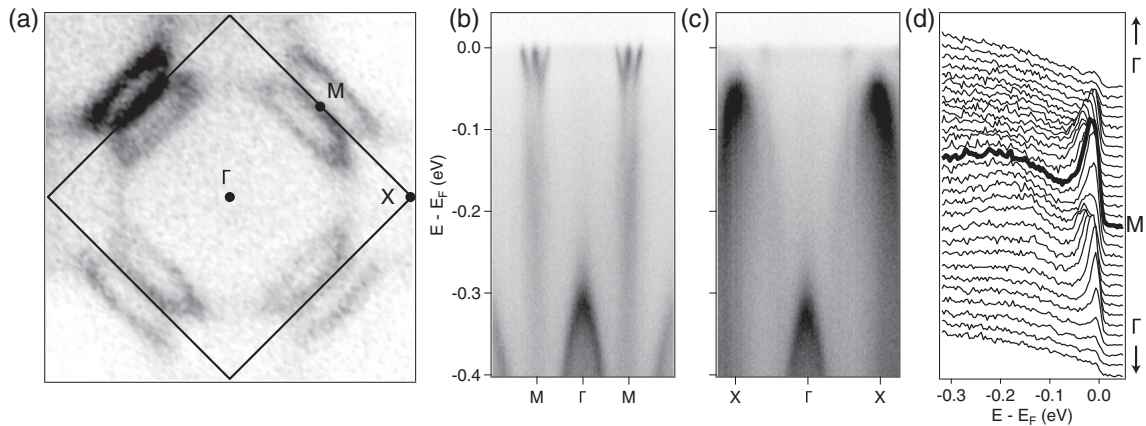 (a)
M
Γ
X
(b)
0.0
-0.1
-0.2
-0.3
-0.4
E - E_F (eV)
M Γ M
(c)
X Γ X
(d)
Γ
M
Γ
-0.3 -0.2 -0.1 0.0
E - E_F (eV)